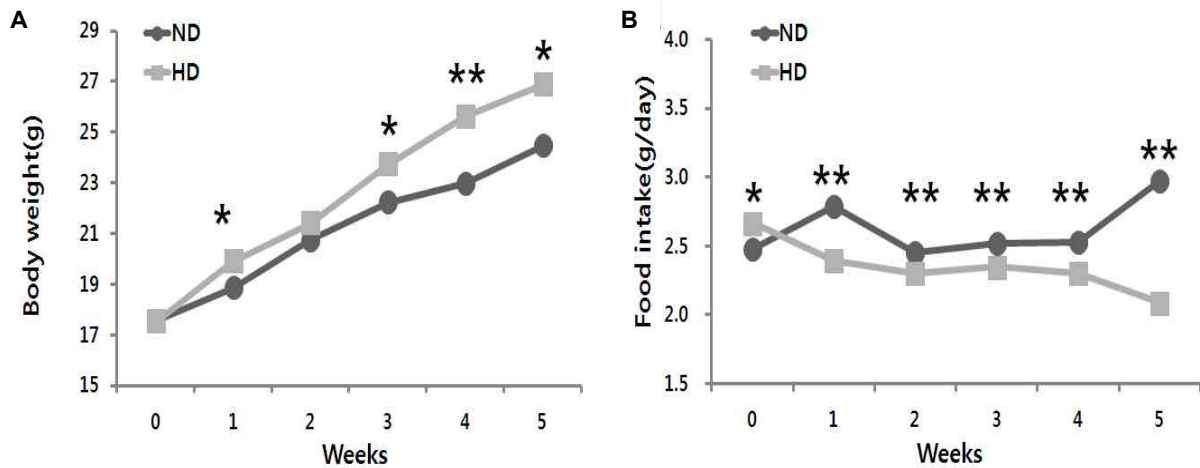 A
Body weight(g)
29
27
25
23
21
19
17
15
ND
HD
*
*
**
*
0 1 2 3 4 5
Weeks
B
Food intake(g/day)
4.0
3.5
3.0
2.5
2.0
1.5
ND
HD
*
**
**
**
**
**
0 1 2 3 4 5
Weeks